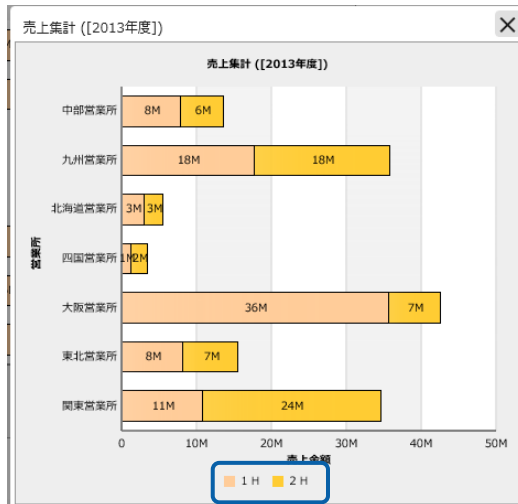 売上集計 ([2013年度])
売上集計 ([2013年度])
営業所
中部営業所 8M 6M
九州営業所 18M 18M
北海道営業所 3M 3M
四国営業所 1M 2M
大阪営業所 36M 7M
東北営業所 8M 7M
関東営業所 11M 24M
0 10M 20M 30M 40M 50M
売上金額
1 H 2 H